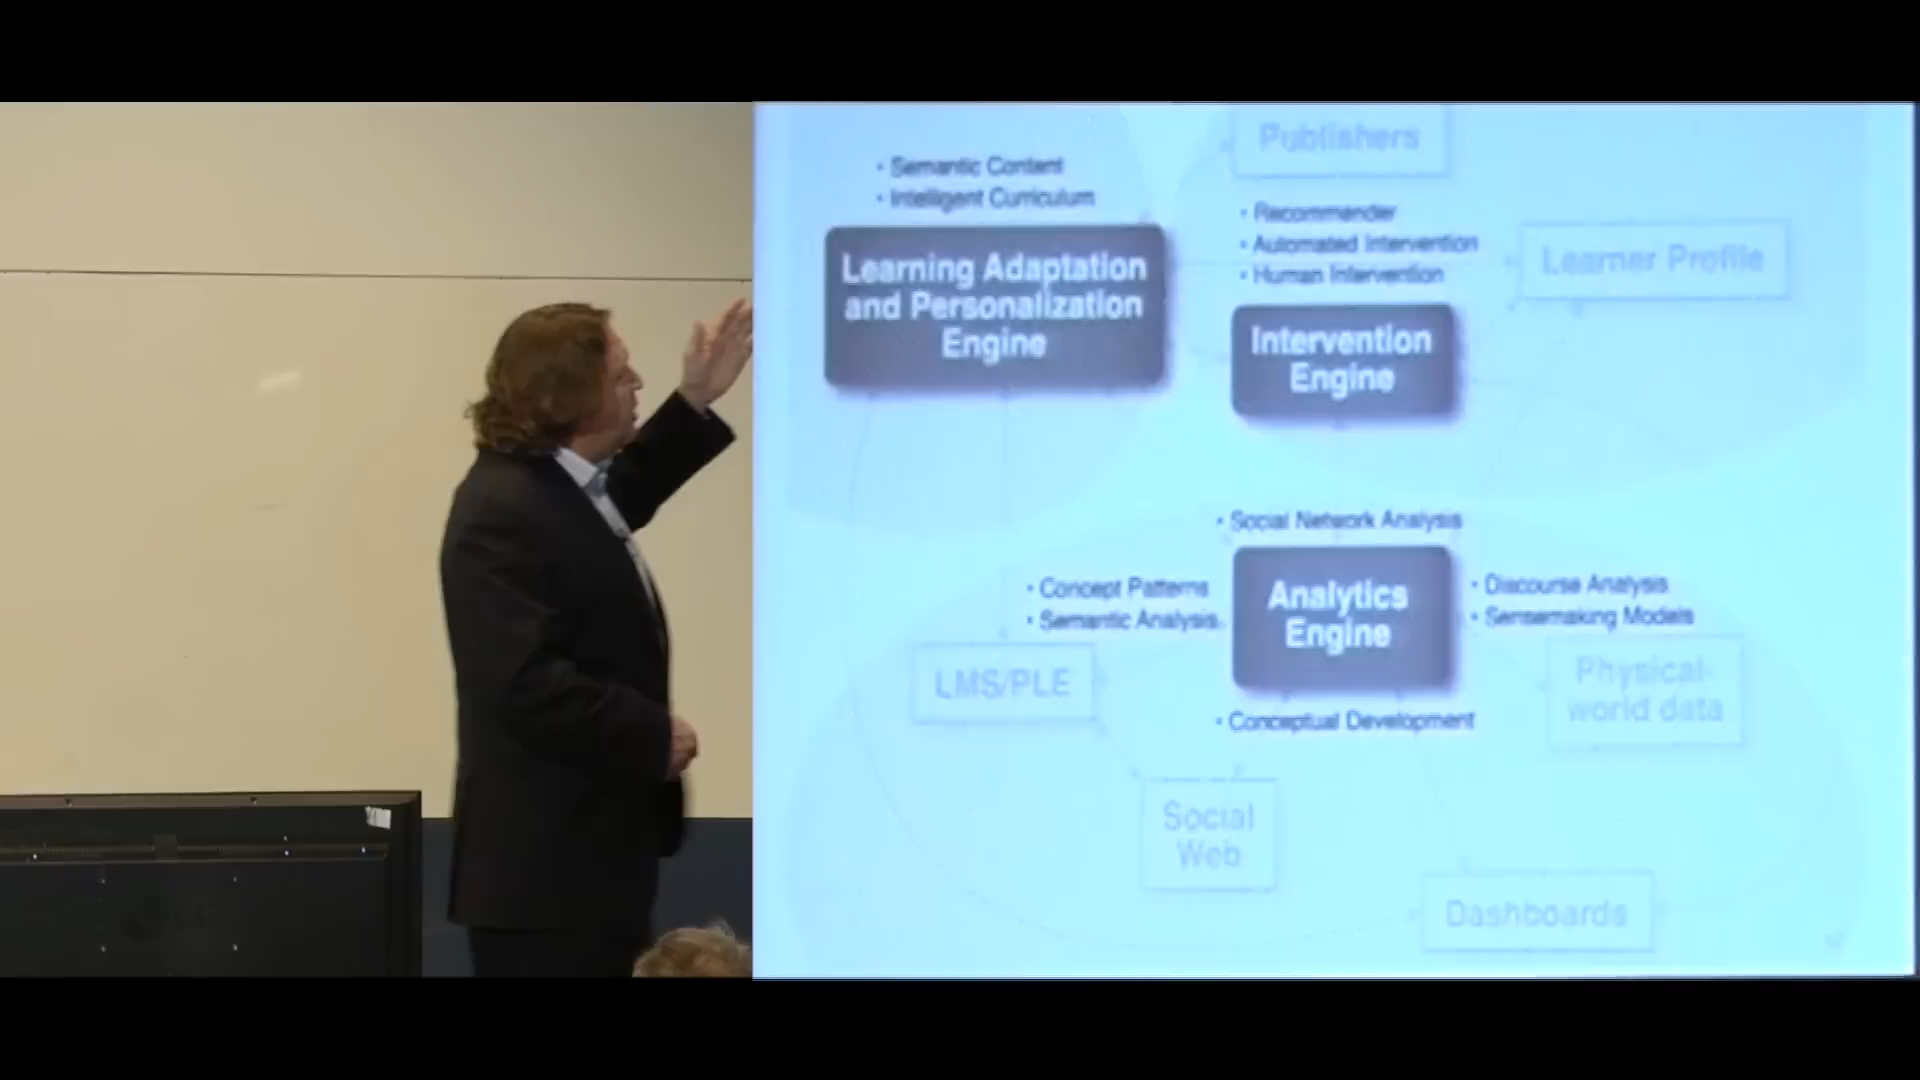 Publishers
• Semantic Content
• Intelligent Curriculum
Learning Adaptation
and Personalization
Engine
• Recommender
• Automated Intervention
• Human Intervention
Learner Profile
Intervention
Engine
• Social Network Analysis
• Concept Patterns
• Semantic Analysis
Analytics
Engine
• Discourse Analysis
• Sensemaking Models
LMS/PLE
Physical-
world data
• Conceptual Development
Social
Web
Dashboards